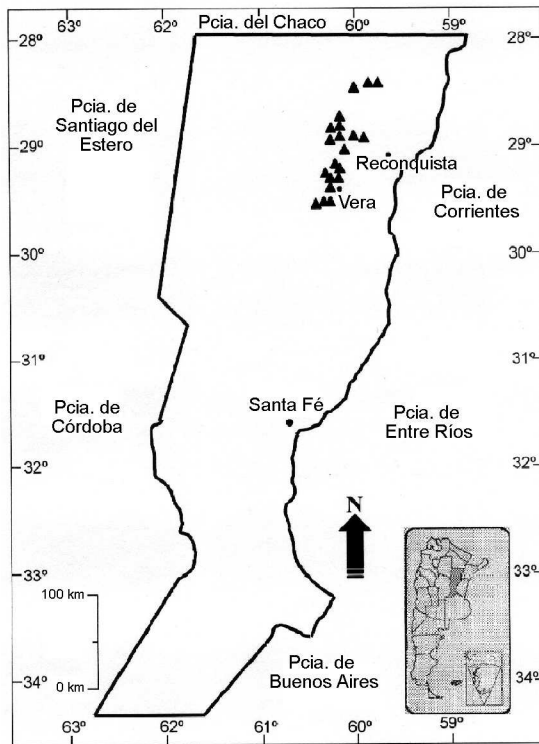 Pcia. del Chaco
63º 62º 61º 60º 59º
28º 28º
Pcia. de
Santiago del
Estero
29º 29º
Reconquista
Vera
Pcia. de
Corrientes
30º 30º
31º 31º
Pcia. de
Córdoba
Santa Fé
Pcia. de
Entre Ríos
32º 32º
N
33º 33º
100 km
0 km
Pcia. de
Buenos Aires
34º 34º
63º 62º 61º 60º 59º